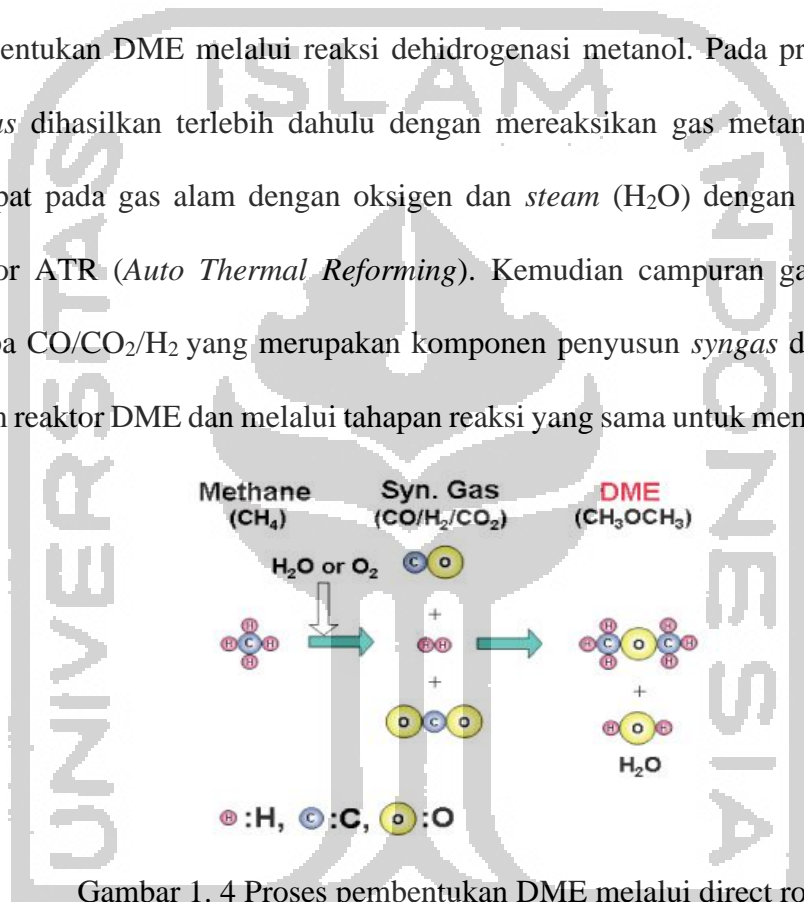 entukan DME melalui reaksi dehidrogenasi metanol. Pada pr
s dihasilkan terlebih dahulu dengan mereaksikan gas metan
pat pada gas alam dengan oksigen dan steam (H₂O) dengan
or ATR (Auto Thermal Reforming). Kemudian campuran ga
a CO/CO₂/H₂ yang merupakan komponen penyusun syngas d
reaktor DME dan melalui tahapan reaksi yang sama untuk men
Methane Syn. Gas DME
(CH₄) (CO/H₂/CO₂) (CH₃OCH₃)
H₂O or O₂ C O
+
H H
+
O C O
H H H H
H C H H C O C H
H H H
+
H O H
H₂O
H :H, C :C, O :O
Gambar 1. 4 Proses pembentukan DME melalui direct ro
UNIVERSITAS
ISLAM
INDONESIA